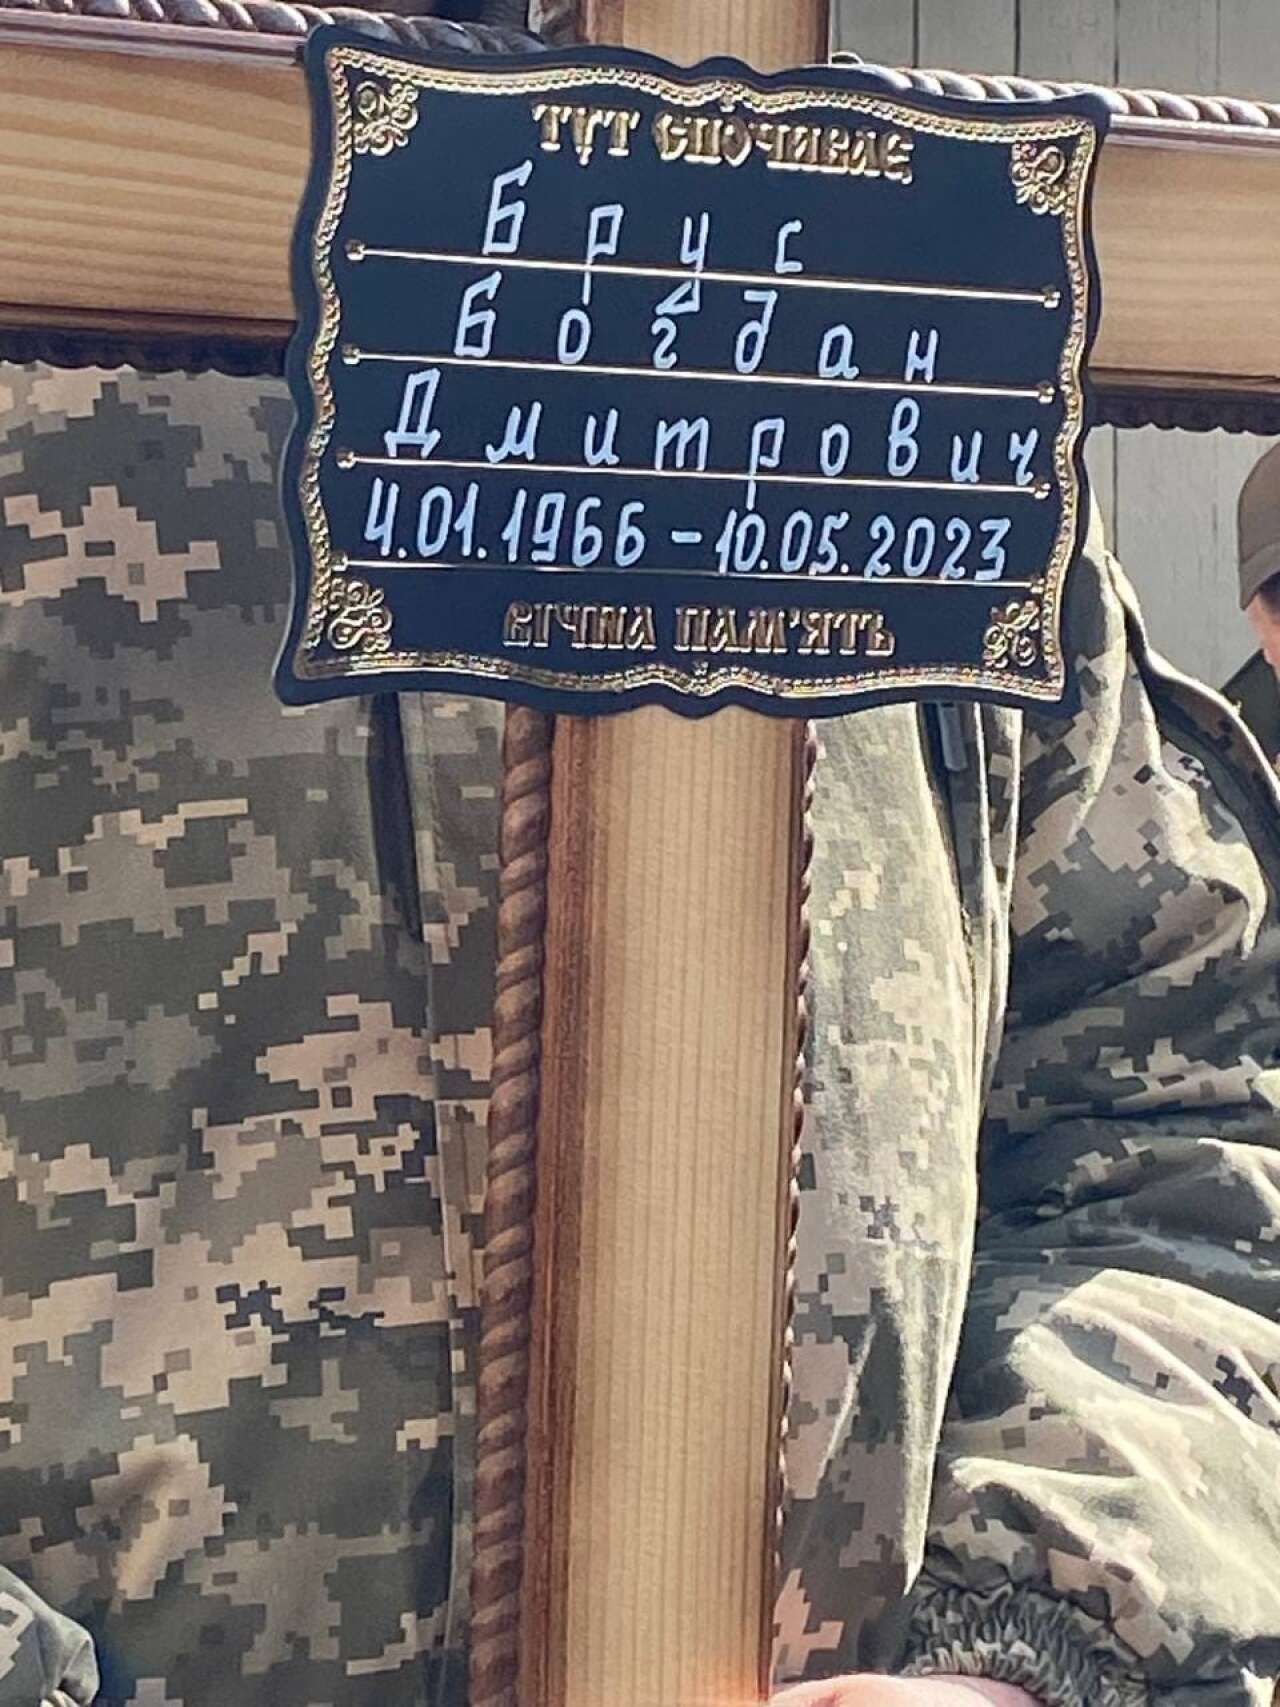 ТУТ СПОЧИВАЄ
Брус
Богдан
Дмитрович
4.01.1966 - 10.05.2023
ВІЧНА ПАМ'ЯТЬ